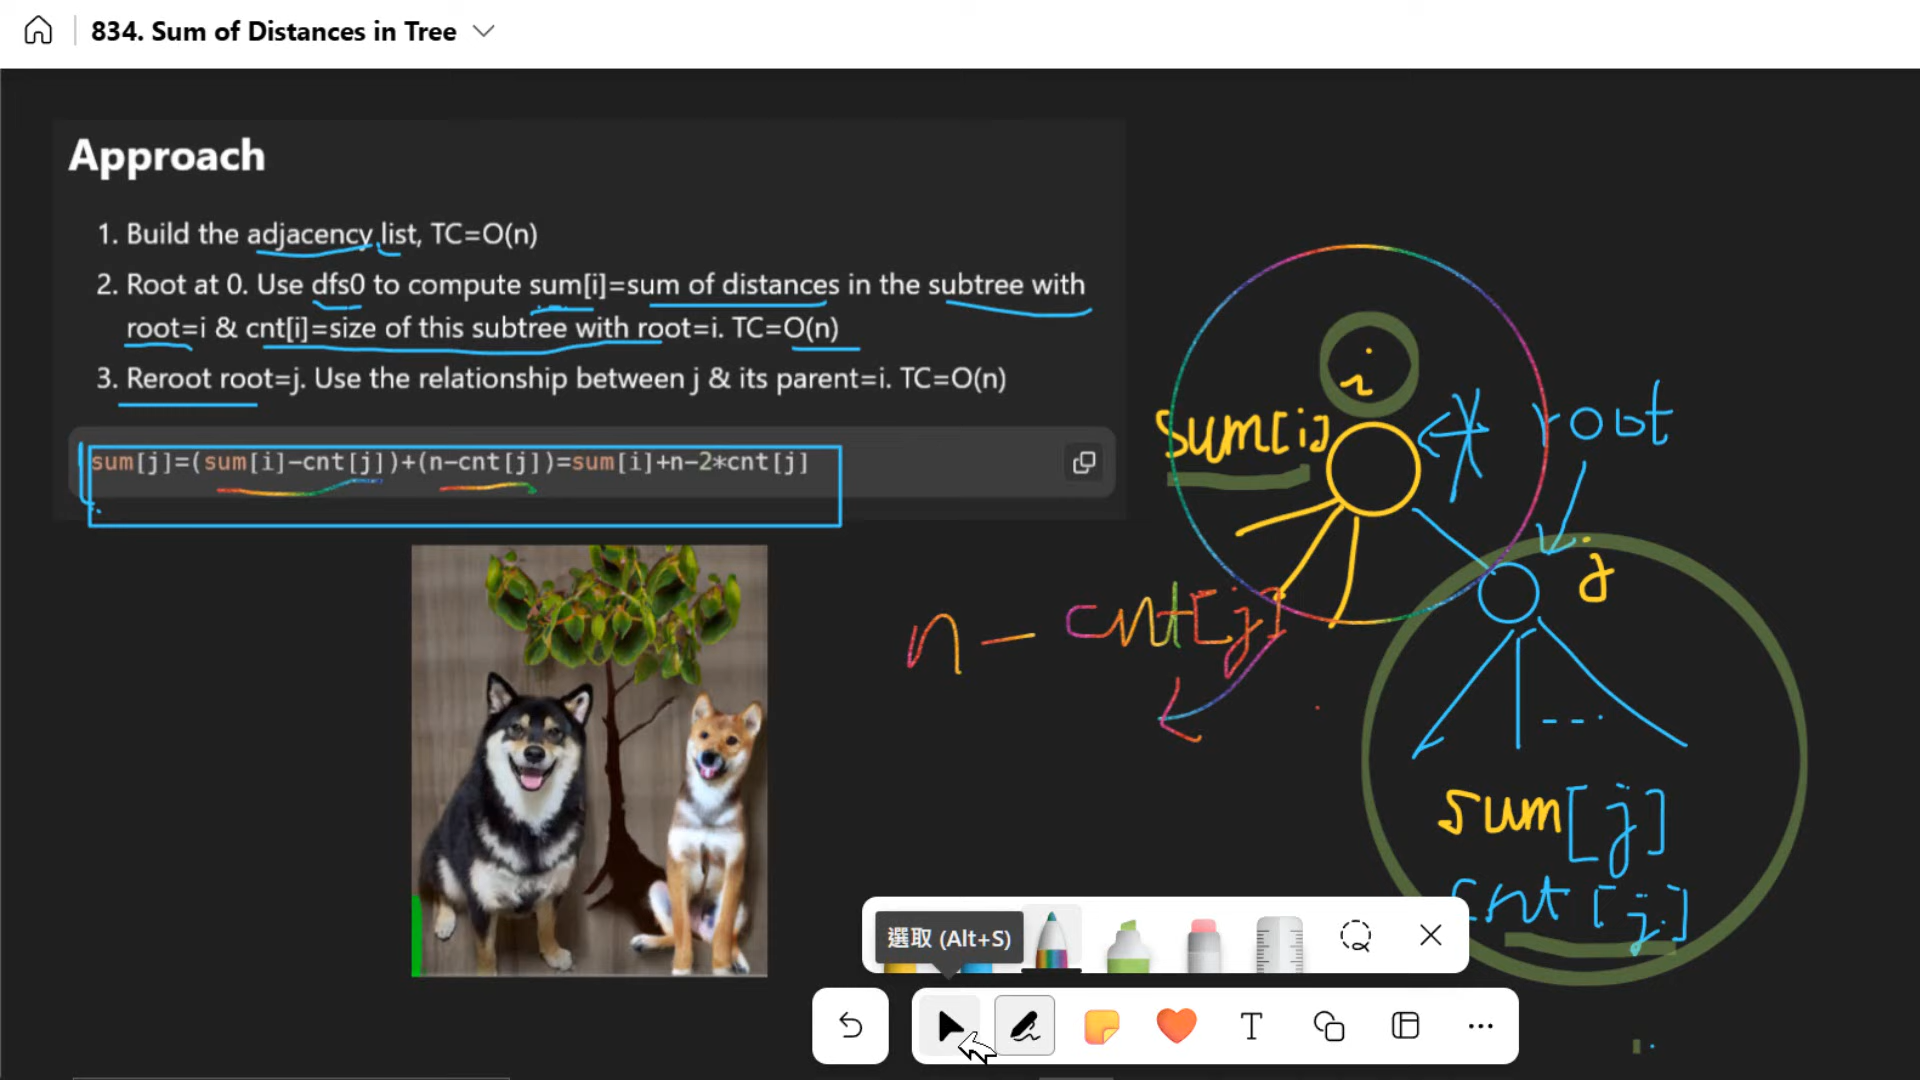 834. Sum of Distances in Tree
Approach
1. Build the adjacency list, TC=O(n)
2. Root at 0. Use dfs0 to compute sum[i]=sum of distances in the subtree with
root=i & cnt[i]=size of this subtree with root=i. TC=O(n)
3. Reroot root=j. Use the relationship between j & its parent=i. TC=O(n)
sum[j]=(sum[i]-cnt[j])+(n-cnt[j])=sum[i]+n-2*cnt[j]
i
sum[i]
root
j
n - cnt[j]
sum[j]
cnt[j]
選取 (Alt+S)
T